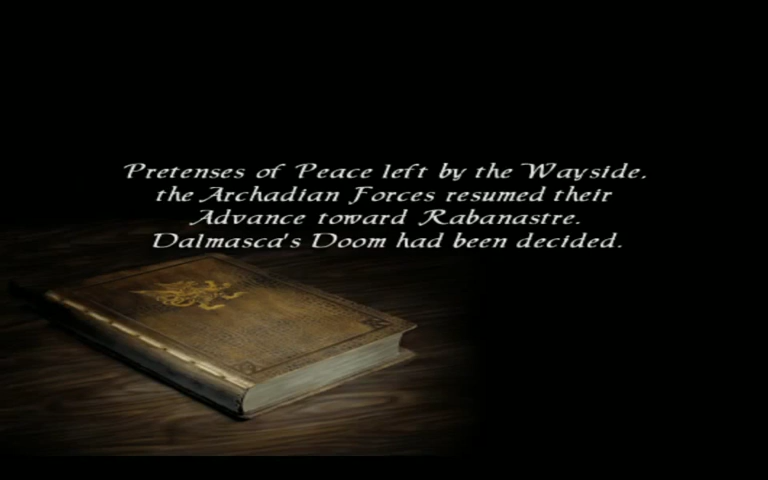 Pretenses of Peace left by the Wayside,
the Archadian Forces resumed their
Advance toward Rabanastre.
Dalmasca's Doom had been decided.